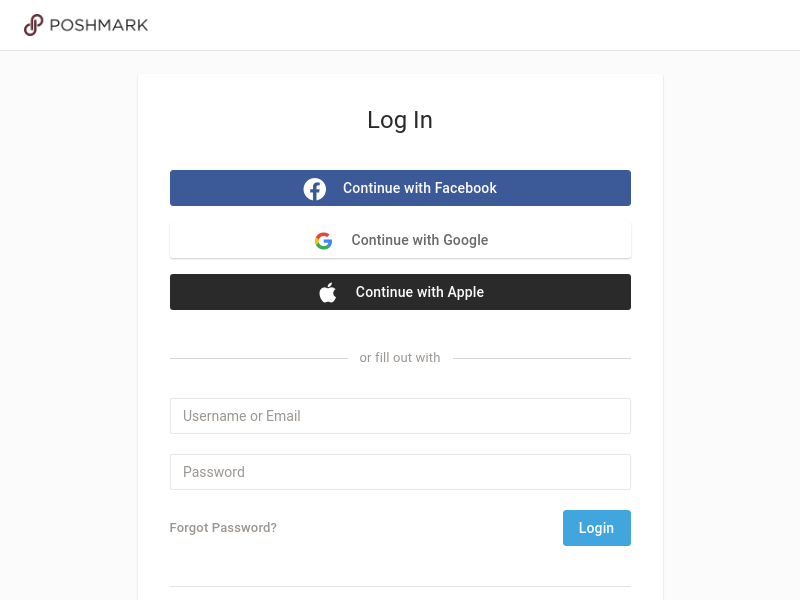 POSHMARK
Log In
Continue with Facebook
Continue with Google
Continue with Apple
or fill out with
Username or Email
Password
Forgot Password?
Login